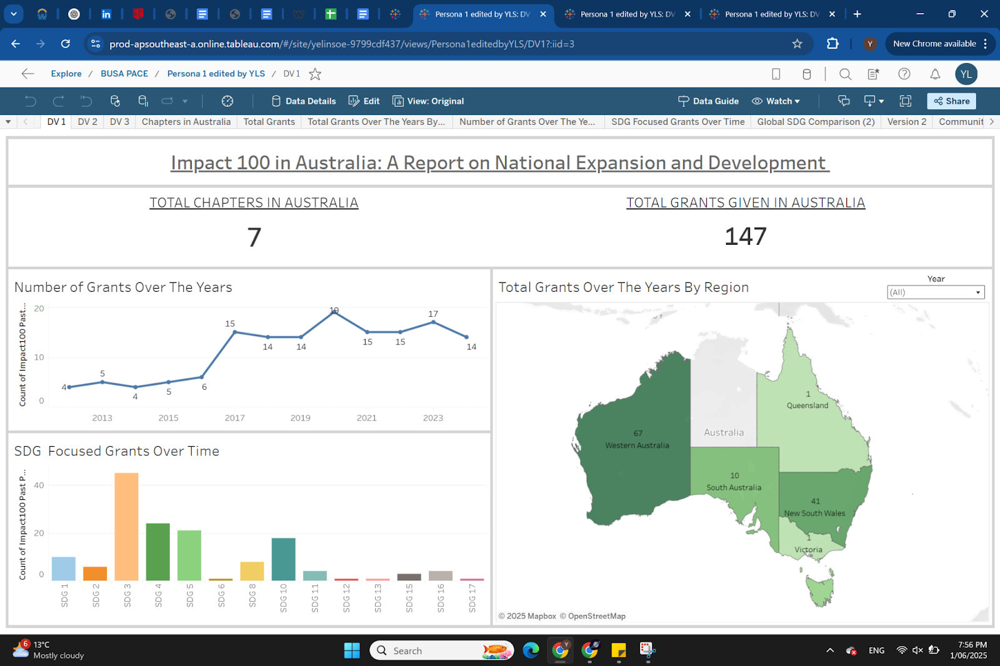 Persona 1 edited by YLS: DV
Persona 1 edited by YLS: DV
Persona 1 edited by YLS: DV
prod-apsoutheast-a.online.tableau.com/#/site/yelinsoe-9799cdf437/views/Persona1editedbyYLS/DV1?:iid=3
Y
New Chrome available
Explore / BUSA PACE / Persona 1 edited by YLS / DV 1
YL
Data Details
Edit
View: Original
Data Guide
Watch
Share
DV 1
DV 2
DV 3
Chapters in Australia
Total Grants
Total Grants Over The Years By...
Number of Grants Over The Ye...
SDG Focused Grants Over Time
Global SDG Comparison (2)
Version 2
Communit
Impact 100 in Australia: A Report on National Expansion and Development
TOTAL CHAPTERS IN AUSTRALIA
7
TOTAL GRANTS GIVEN IN AUSTRALIA
147
Number of Grants Over The Years
Count of Impact100 Past...
20
10
0
4
5
4
5
6
15
14
14
19
15
15
17
14
2013
2015
2017
2019
2021
2023
SDG Focused Grants Over Time
Count of Impact100 Past P...
40
20
0
SDG 1
SDG 2
SDG 3
SDG 4
SDG 5
SDG 6
SDG 8
SDG 10
SDG 11
SDG 12
SDG 13
SDG 15
SDG 16
SDG 17
Total Grants Over The Years By Region
Year
(All)
1
Queensland
67
Western Australia
Australia
10
South Australia
41
New South Wales
1
Victoria
© 2025 Mapbox © OpenStreetMap
6
13°C
Mostly cloudy
Search
Y
ENG
7:56 PM
1/06/2025